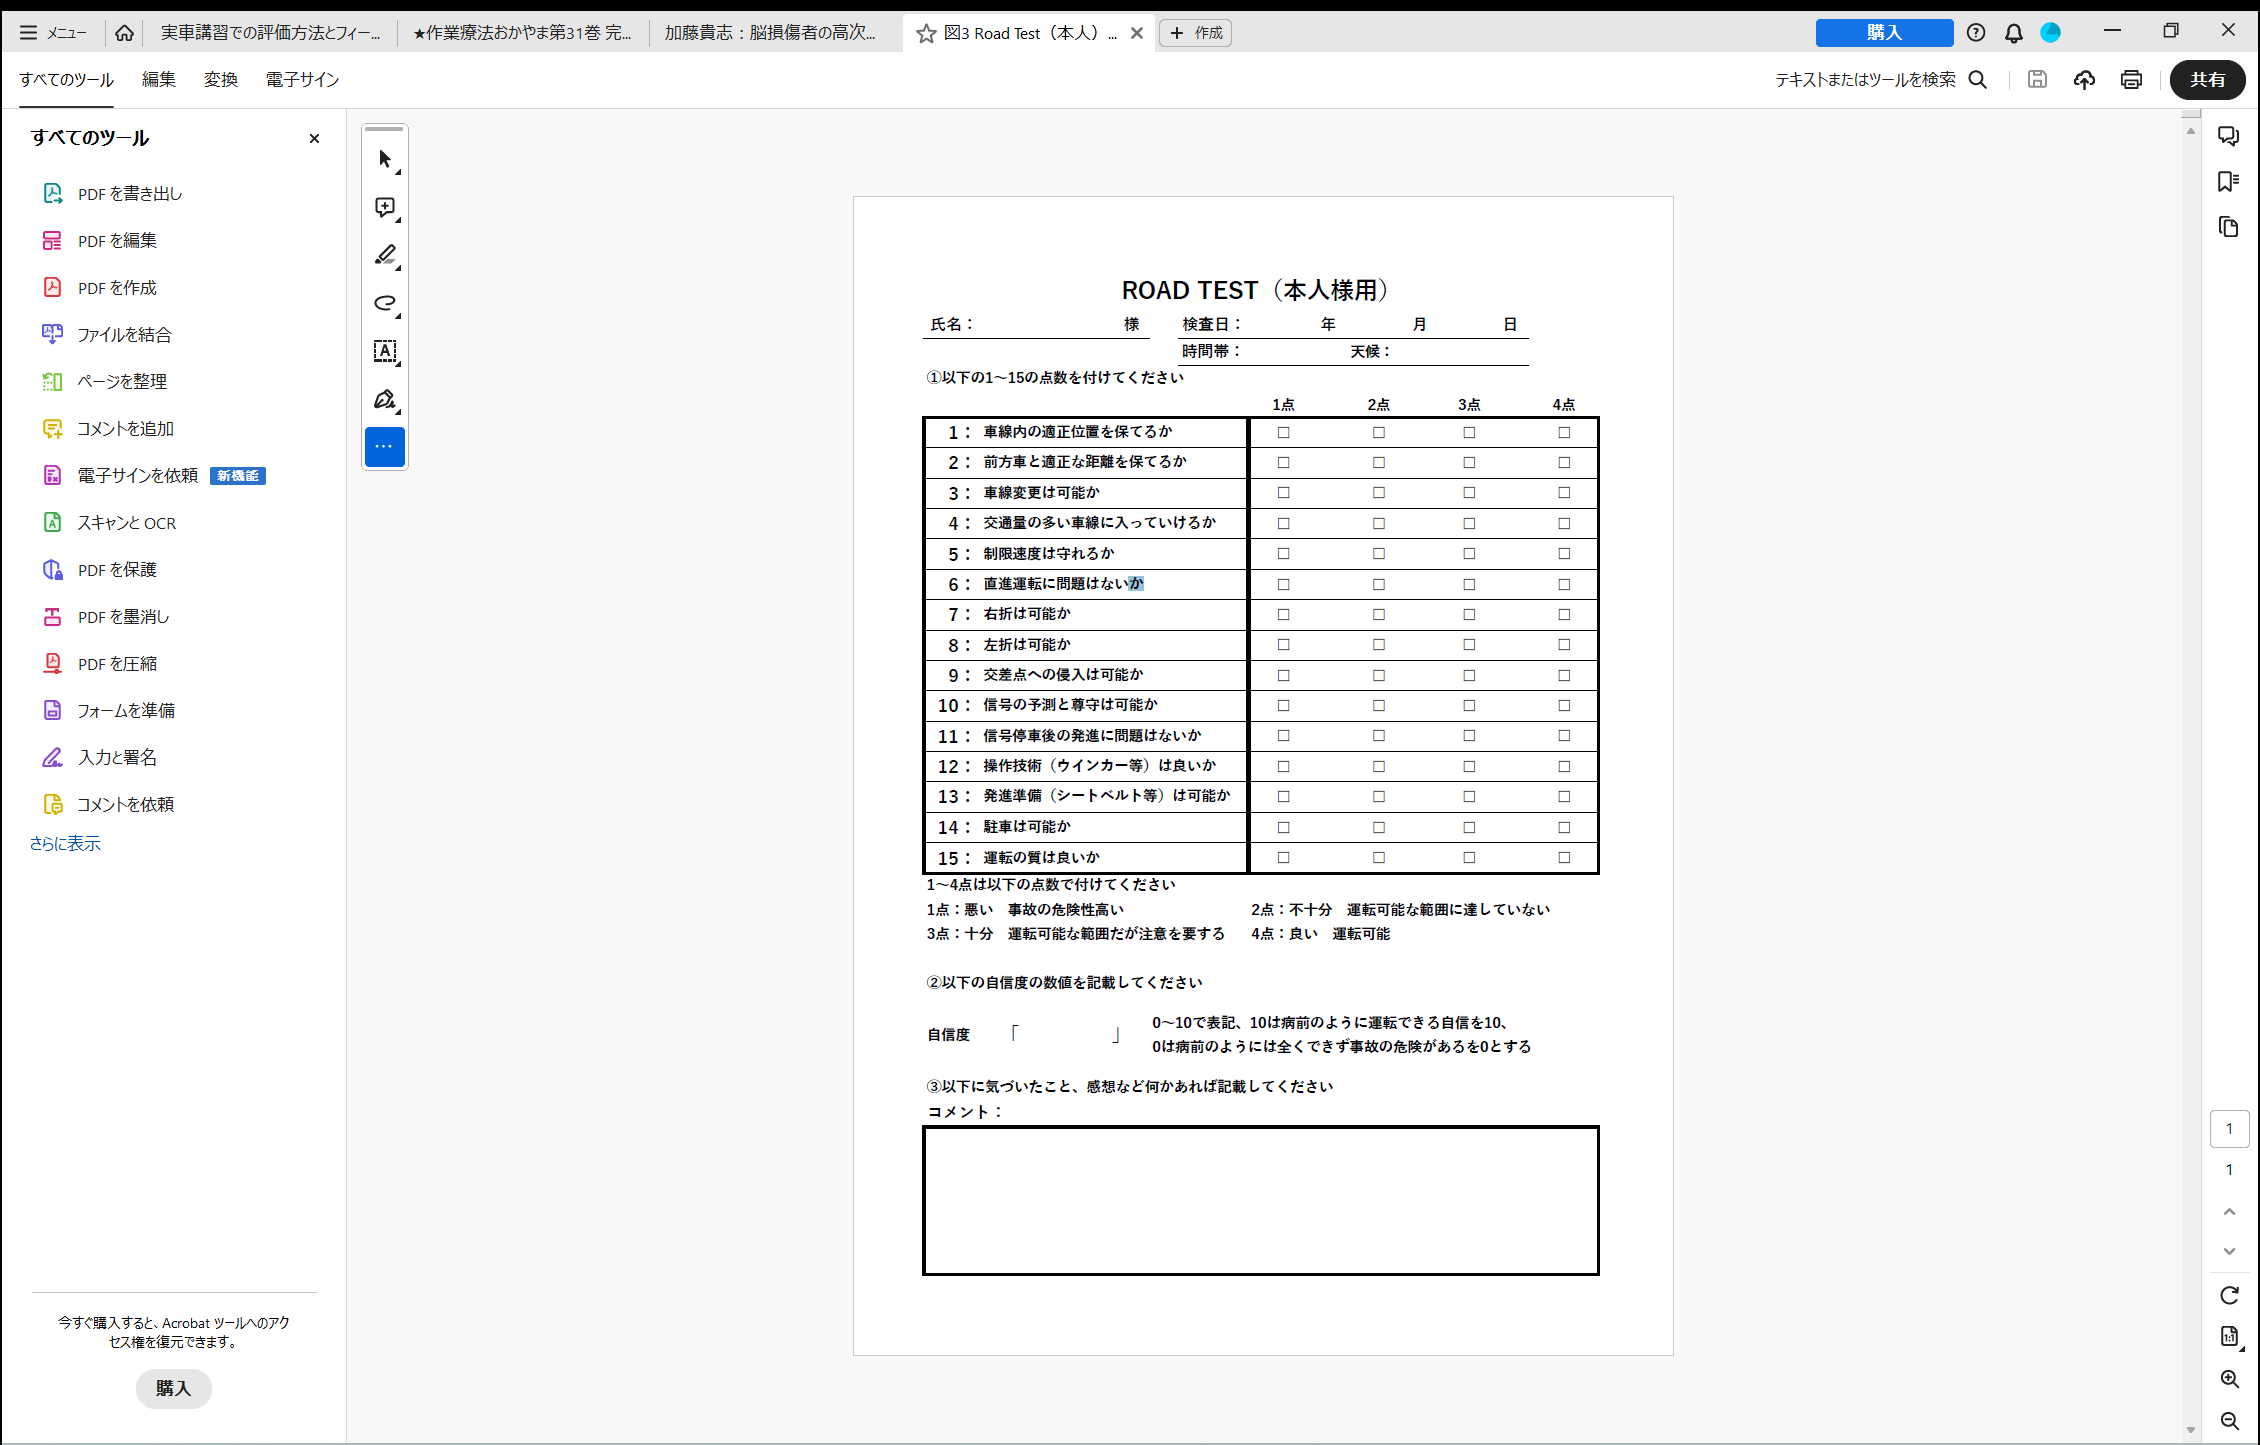 メニュー
実車講習での評価方法とフィー...
★作業療法おかやま第31巻 完...
加藤貴志：脳損傷者の高次...
図3 Road Test（本人）...
作成
購入
すべてのツール
編集
変換
電子サイン
テキストまたはツールを検索
共有
すべてのツール
PDF を書き出し
PDF を編集
PDF を作成
ファイルを結合
ページを整理
コメントを追加
電子サインを依頼 新機能
スキャンと OCR
PDF を保護
PDF を墨消し
PDF を圧縮
フォームを準備
入力と署名
コメントを依頼
さらに表示
今すぐ購入すると、Acrobat ツールへのアク
セス権を復元できます。
購入
ROAD TEST（本人様用）
氏名： 様 検査日： 年 月 日
時間帯： 天候：
①以下の1～15の点数を付けてください
1点 2点 3点 4点
1： 車線内の適正位置を保てるか □ □ □ □
2： 前方車と適正な距離を保てるか □ □ □ □
3： 車線変更は可能か □ □ □ □
4： 交通量の多い車線に入っていけるか □ □ □ □
5： 制限速度は守れるか □ □ □ □
6： 直進運転に問題はないか □ □ □ □
7： 右折は可能か □ □ □ □
8： 左折は可能か □ □ □ □
9： 交差点への侵入は可能か □ □ □ □
10： 信号の予測と尊守は可能か □ □ □ □
11： 信号停車後の発進に問題はないか □ □ □ □
12： 操作技術（ウインカー等）は良いか □ □ □ □
13： 発進準備（シートベルト等）は可能か □ □ □ □
14： 駐車は可能か □ □ □ □
15： 運転の質は良いか □ □ □ □
1～4点は以下の点数で付けてください
1点：悪い　事故の危険性高い 2点：不十分　運転可能な範囲に達していない
3点：十分　運転可能な範囲だが注意を要する 4点：良い　運転可能
②以下の自信度の数値を記載してください
自信度 「 」 0～10で表記、10は病前のように運転できる自信を10、
0は病前のようには全くできず事故の危険があるを0とする
③以下に気づいたこと、感想など何かあれば記載してください
コメント：
1
1